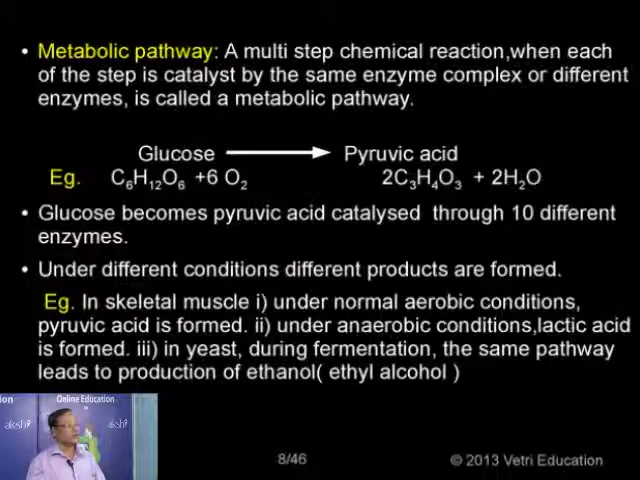 • Metabolic pathway: A multi step chemical reaction,when each
of the step is catalyst by the same enzyme complex or different
enzymes, is called a metabolic pathway.
Glucose ⟶ Pyruvic acid
Eg. C₆H₁₂O₆ +6 O₂ 2C₃H₄O₃ + 2H₂O
• Glucose becomes pyruvic acid catalysed through 10 different
enzymes.
• Under different conditions different products are formed.
Eg. In skeletal muscle i) under normal aerobic conditions,
pyruvic acid is formed. ii) under anaerobic conditions,lactic acid
is formed. iii) in yeast, during fermentation, the same pathway
leads to production of ethanol( ethyl alcohol )
tion Online Education
akshi akshi
8/46
© 2013 Vetri Education